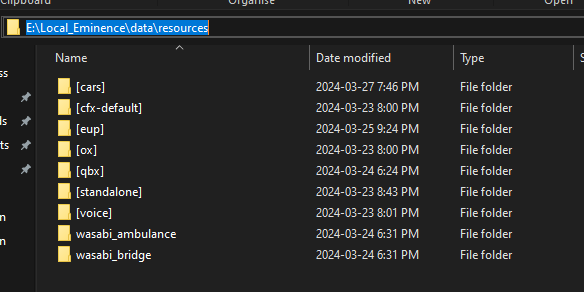 Clipboard Organise New Open
E:\Local_Eminence\data\resources
Name Date modified Type S
[cars] 2024-03-27 7:46 PM File folder
ss [cfx-default] 2024-03-23 8:00 PM File folder
[eup] 2024-03-25 9:24 PM File folder
ds [ox] 2024-03-23 8:00 PM File folder
ts [qbx] 2024-03-24 6:24 PM File folder
[standalone] 2024-03-23 8:43 PM File folder
[voice] 2024-03-23 8:01 PM File folder
n wasabi_ambulance 2024-03-24 6:31 PM File folder
n wasabi_bridge 2024-03-24 6:31 PM File folder